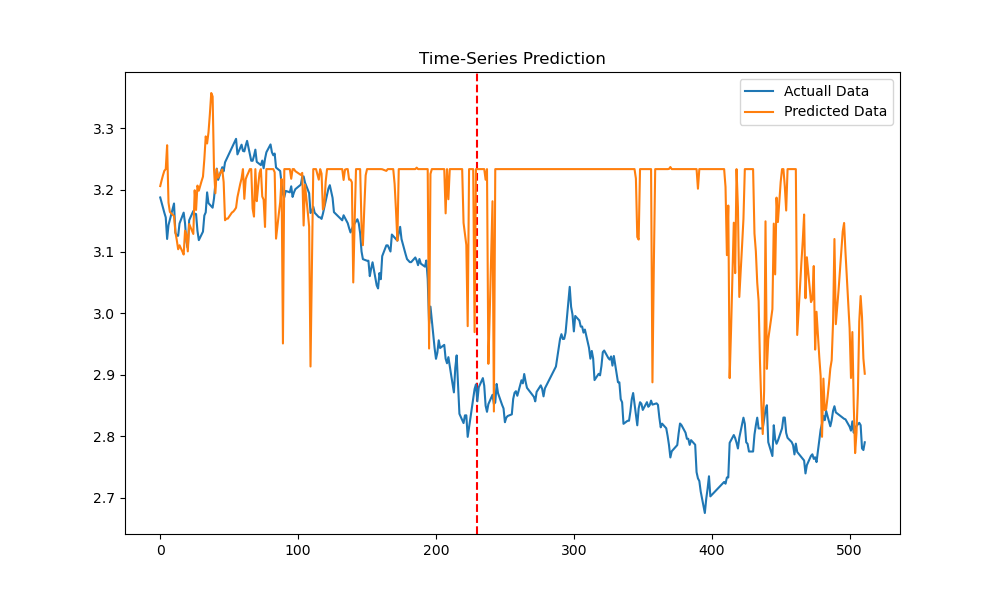 Time-Series Prediction
Actuall Data
Predicted Data
3.3
3.2
3.1
3.0
2.9
2.8
2.7
0 100 200 300 400 500